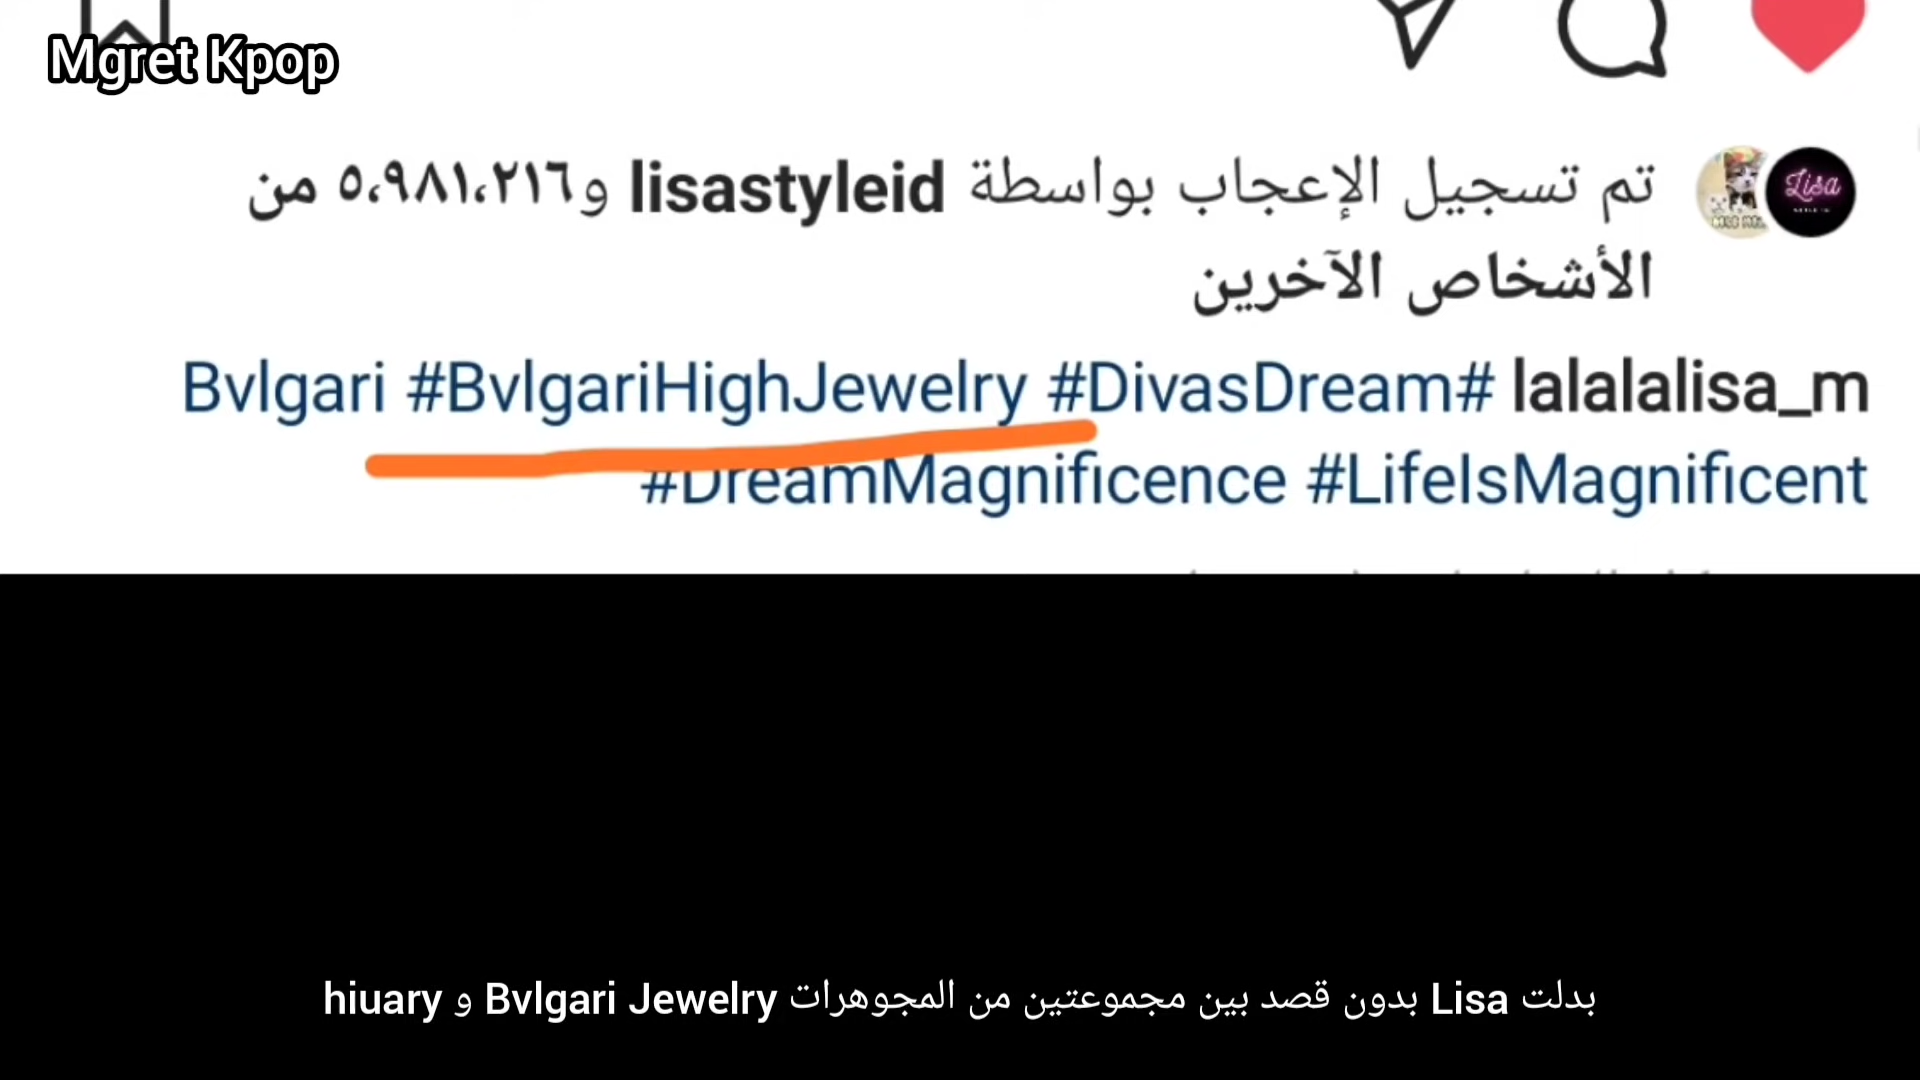 Mgret Kpop
تم تسجيل الإعجاب بواسطة lisastyleid و٥،٩٨١،٢١٦ من
الأشخاص الآخرين
lalalalisa_m #Bvlgari #BvlgariHighJewelry #DivasDream
#DreamMagnificence #LifeIsMagnificent
بدلت Lisa بدون قصد بين مجموعتين من المجوهرات Bvlgari Jewelry و hiuary